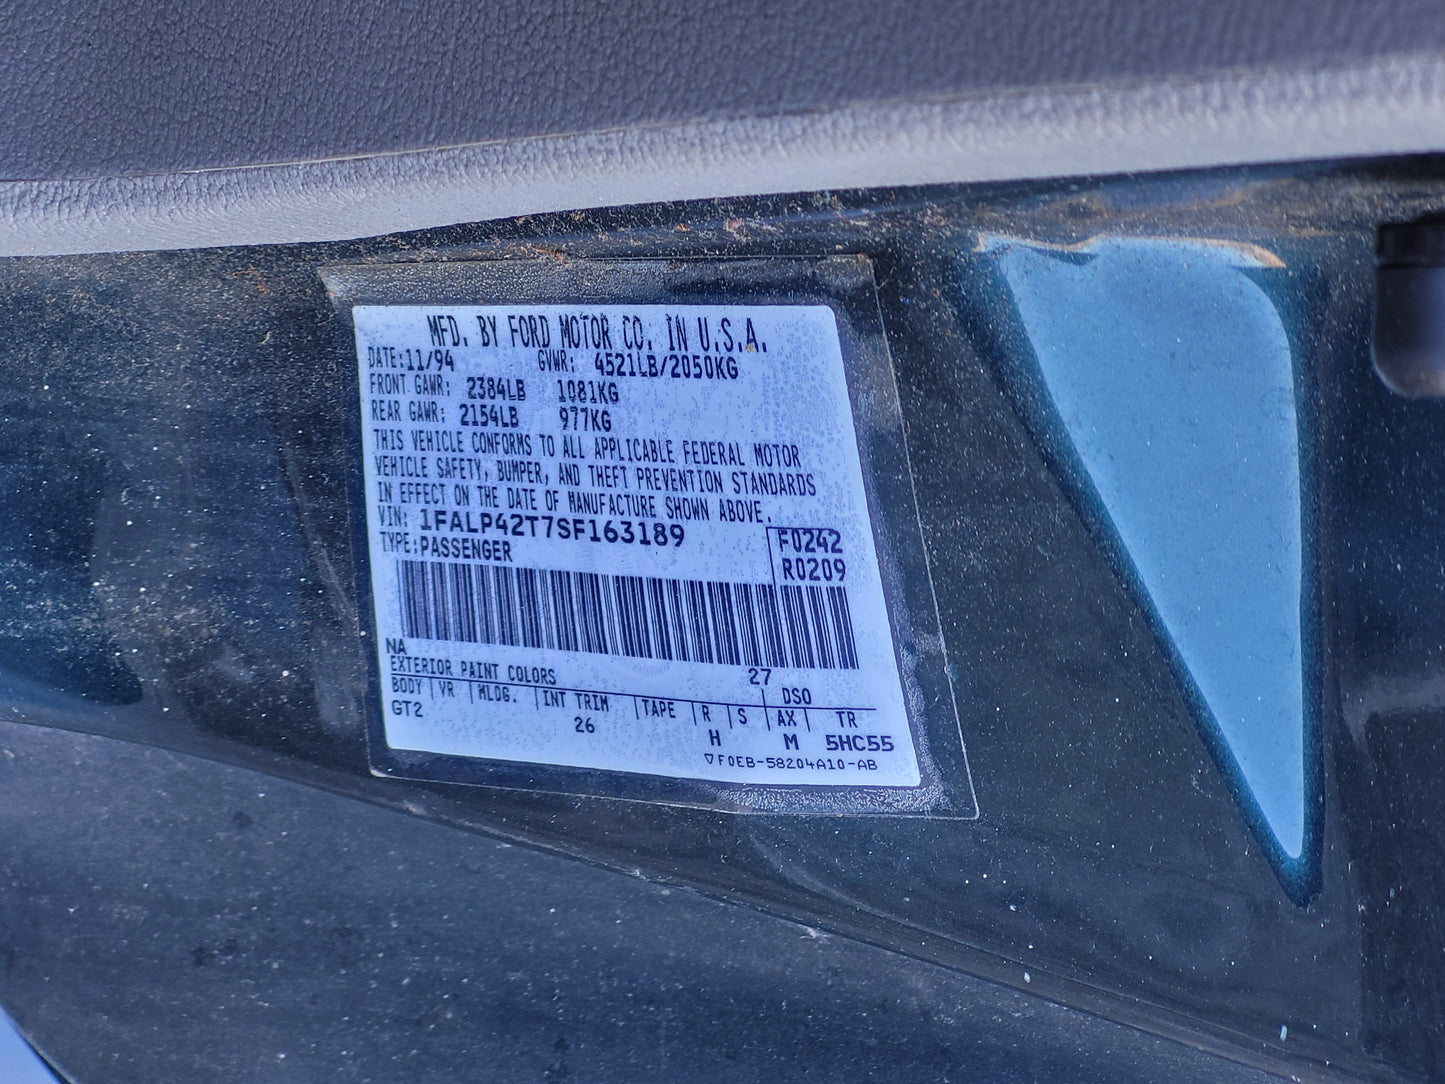 MFD. BY FORD MOTOR CO. IN U.S.A.
DATE:11/94 GVWR: 4521LB/2050KG
FRONT GAWR: 2384LB 1081KG
REAR GAWR: 2154LB 977KG
THIS VEHICLE CONFORMS TO ALL APPLICABLE FEDERAL MOTOR
VEHICLE SAFETY, BUMPER, AND THEFT PREVENTION STANDARDS
IN EFFECT ON THE DATE OF MANUFACTURE SHOWN ABOVE.
VIN: 1FALP42T7SF163189 F0242
TYPE:PASSENGER R0209
NA
EXTERIOR PAINT COLORS 27 DSO
BODY VR MLDG. INT TRIM TAPE R S AX TR
GT2 26 H M 5HC55
▽F0EB-58204A10-AB